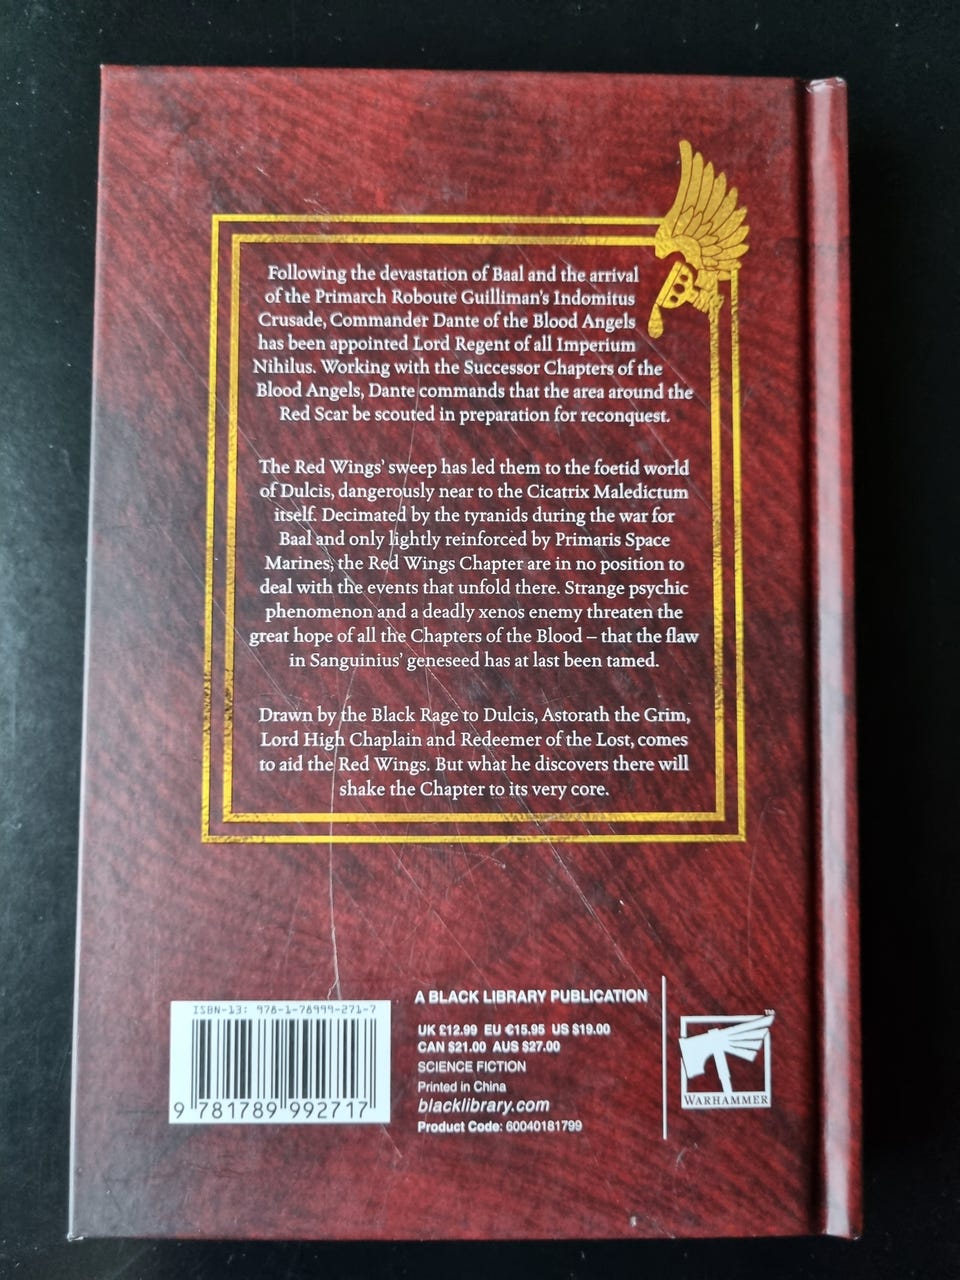 Following the devastation of Baal and the arrival
of the Primarch Roboute Guilliman's Indomitus
Crusade, Commander Dante of the Blood Angels
has been appointed Lord Regent of all Imperium
Nihilus. Working with the Successor Chapters of the
Blood Angels, Dante commands that the area around the
Red Scar be scouted in preparation for reconquest.
The Red Wings' sweep has led them to the foetid world
of Dulcis, dangerously near to the Cicatrix Maledictum
itself. Decimated by the tyranids during the war for
Baal and only lightly reinforced by Primaris Space
Marines, the Red Wings Chapter are in no position to
deal with the events that unfold there. Strange psychic
phenomenon and a deadly xenos enemy threaten the
great hope of all the Chapters of the Blood – that the flaw
in Sanguinius' geneseed has at last been tamed.
Drawn by the Black Rage to Dulcis, Astorath the Grim,
Lord High Chaplain and Redeemer of the Lost, comes
to aid the Red Wings. But what he discovers there will
shake the Chapter to its very core.
ISBN-13: 978-1-78999-271-7
9 781789 992717
A BLACK LIBRARY PUBLICATION
UK £12.99 EU €15.95 US $19.00
CAN $21.00 AUS $27.00
SCIENCE FICTION
Printed in China
blacklibrary.com
Product Code: 60040181799
TM
WARHAMMER